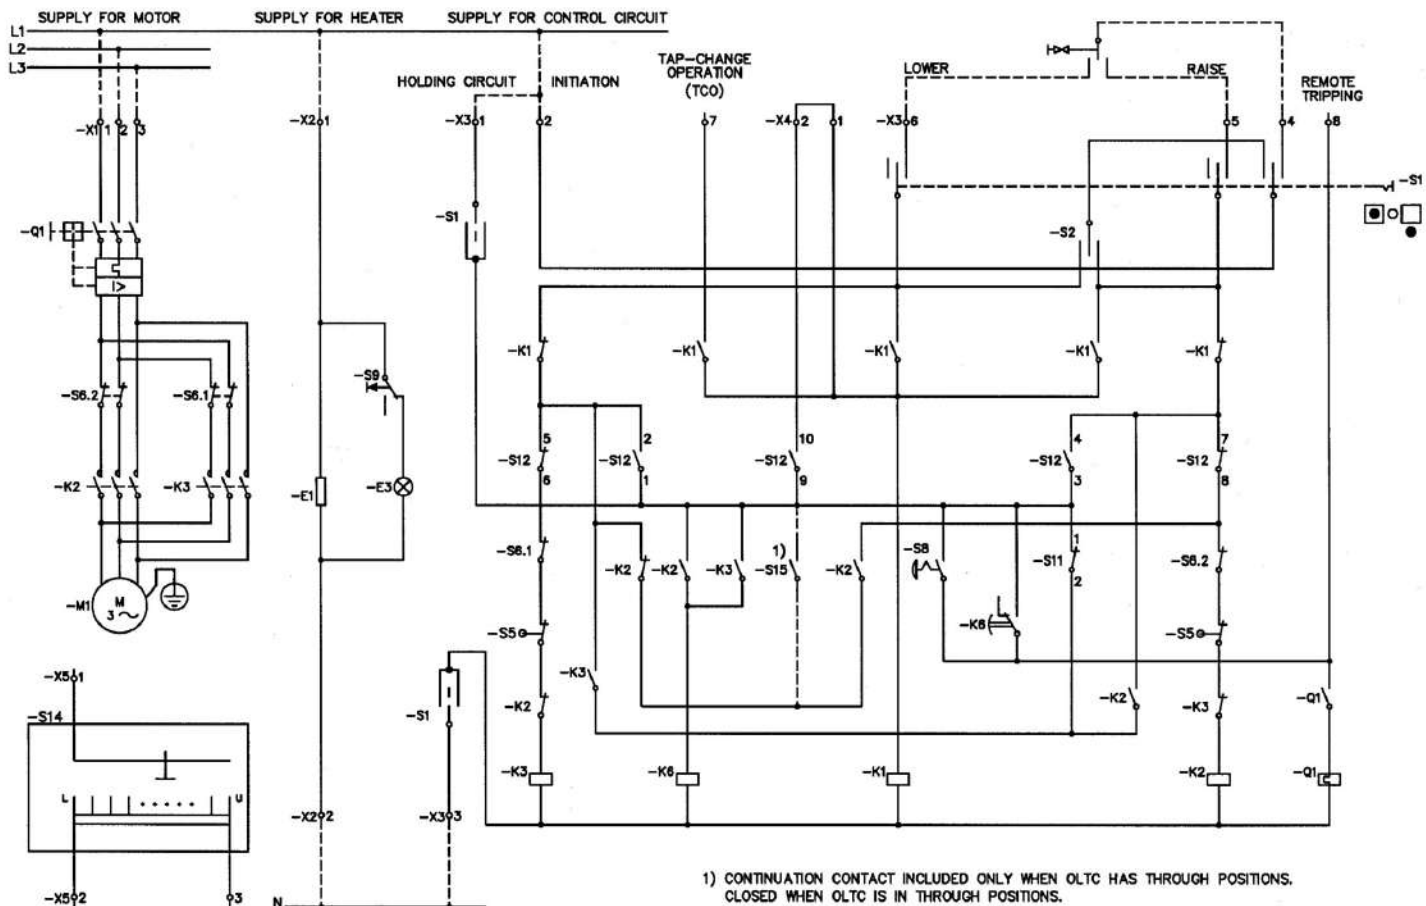 SUPPLY FOR MOTOR SUPPLY FOR HEATER SUPPLY FOR CONTROL CIRCUIT
L1
L2
L3
HOLDING CIRCUIT INITIATION
TAP-CHANGE
OPERATION
(TCO)
LOWER RAISE
REMOTE
TRIPPING
-X1 1 2 3 -X2 1 -X3 1 2 7 -X4 2 1 -X3 6 5 4 8
-S1 -S1
-Q1 -S2
I>
-K1 -K1 -K1 -K1 -K1
-S6.2 -S6.1 -S9
5 2 10 4 7
-S12 -S12 -S12 -S12 -S12
6 1 9 3 8
-K2 -K3 -E1 -E3
-S6.1 -K2 -K2 -K3 1) -S15 -K2 -S8 1 -S11 2 -S6.2
-M1 M 3~
-S5 -K6 -S5
-X5 1 -K3
-S14 -S1 -K2 -K2 -K3 -Q1
-K3 -K6 -K1 -K2 -Q1
L U
-X2 2 -X3 3
-X5 2 3 N
1) CONTINUATION CONTACT INCLUDED ONLY WHEN OLTC HAS THROUGH POSITIONS.
CLOSED WHEN OLTC IS IN THROUGH POSITIONS.